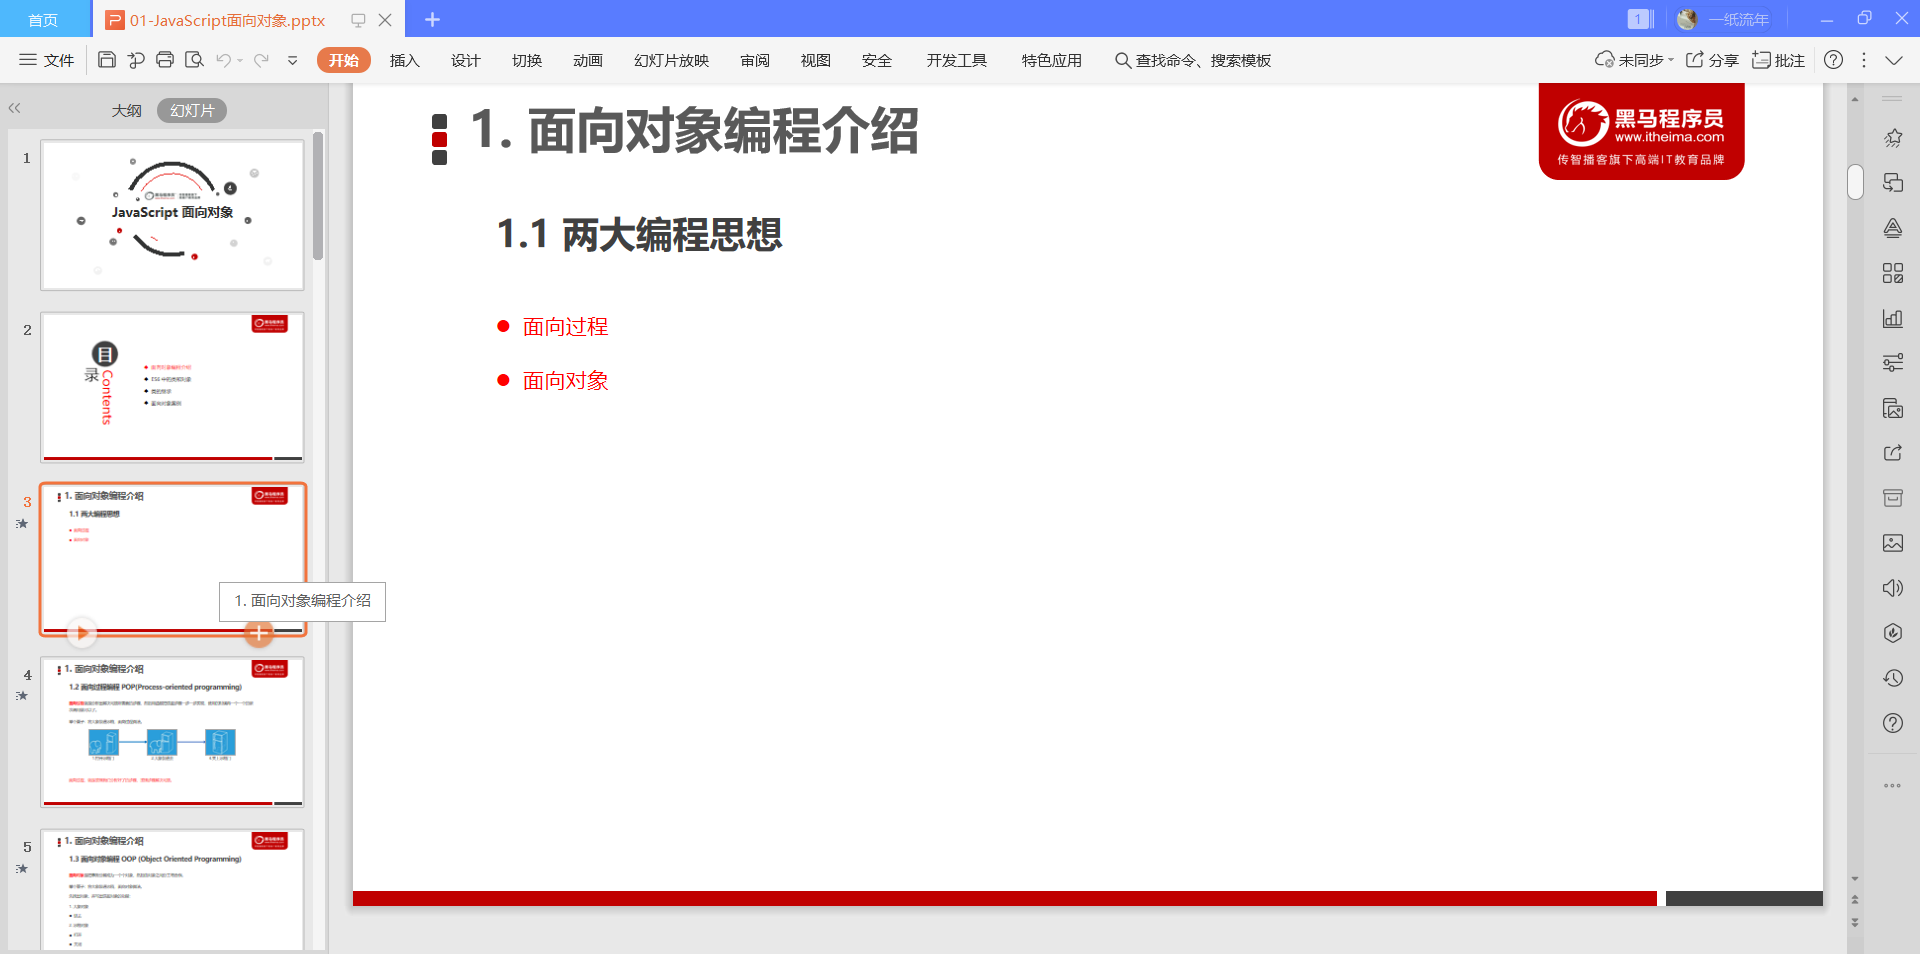 首页
01-JavaScript面向对象.pptx
1
一纸流年
文件
开始
插入
设计
切换
动画
幻灯片放映
审阅
视图
安全
开发工具
特色应用
查找命令、搜索模板
未同步
分享
批注
大纲
幻灯片
1
JavaScript 面向对象
2
目
录
Contents
3
1. 面向对象编程介绍
1.1 两大编程思想
面向过程
面向对象
1. 面向对象编程介绍
4
1. 面向对象编程介绍
1.2 面向过程编程 POP(Process-oriented programming)
5
1. 面向对象编程介绍
1.3 面向对象编程 OOP (Object Oriented Programming)
1. 面向对象编程介绍
1.1 两大编程思想
面向过程
面向对象
黑马程序员
www.itheima.com
传智播客旗下高端IT教育品牌